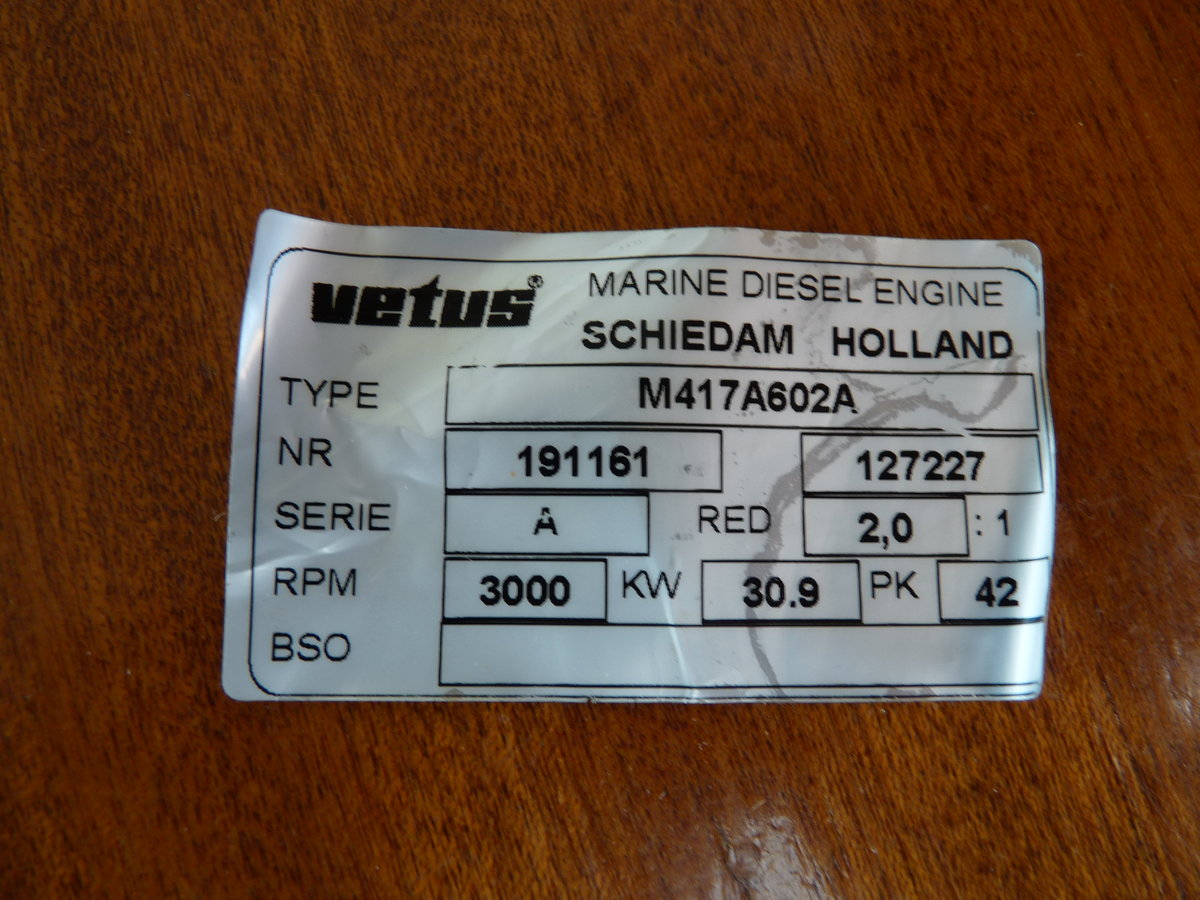 vetus® MARINE DIESEL ENGINE
SCHIEDAM HOLLAND
TYPE M417A602A
NR 191161 127227
SERIE A RED 2,0 : 1
RPM 3000 KW 30.9 PK 42
BSO